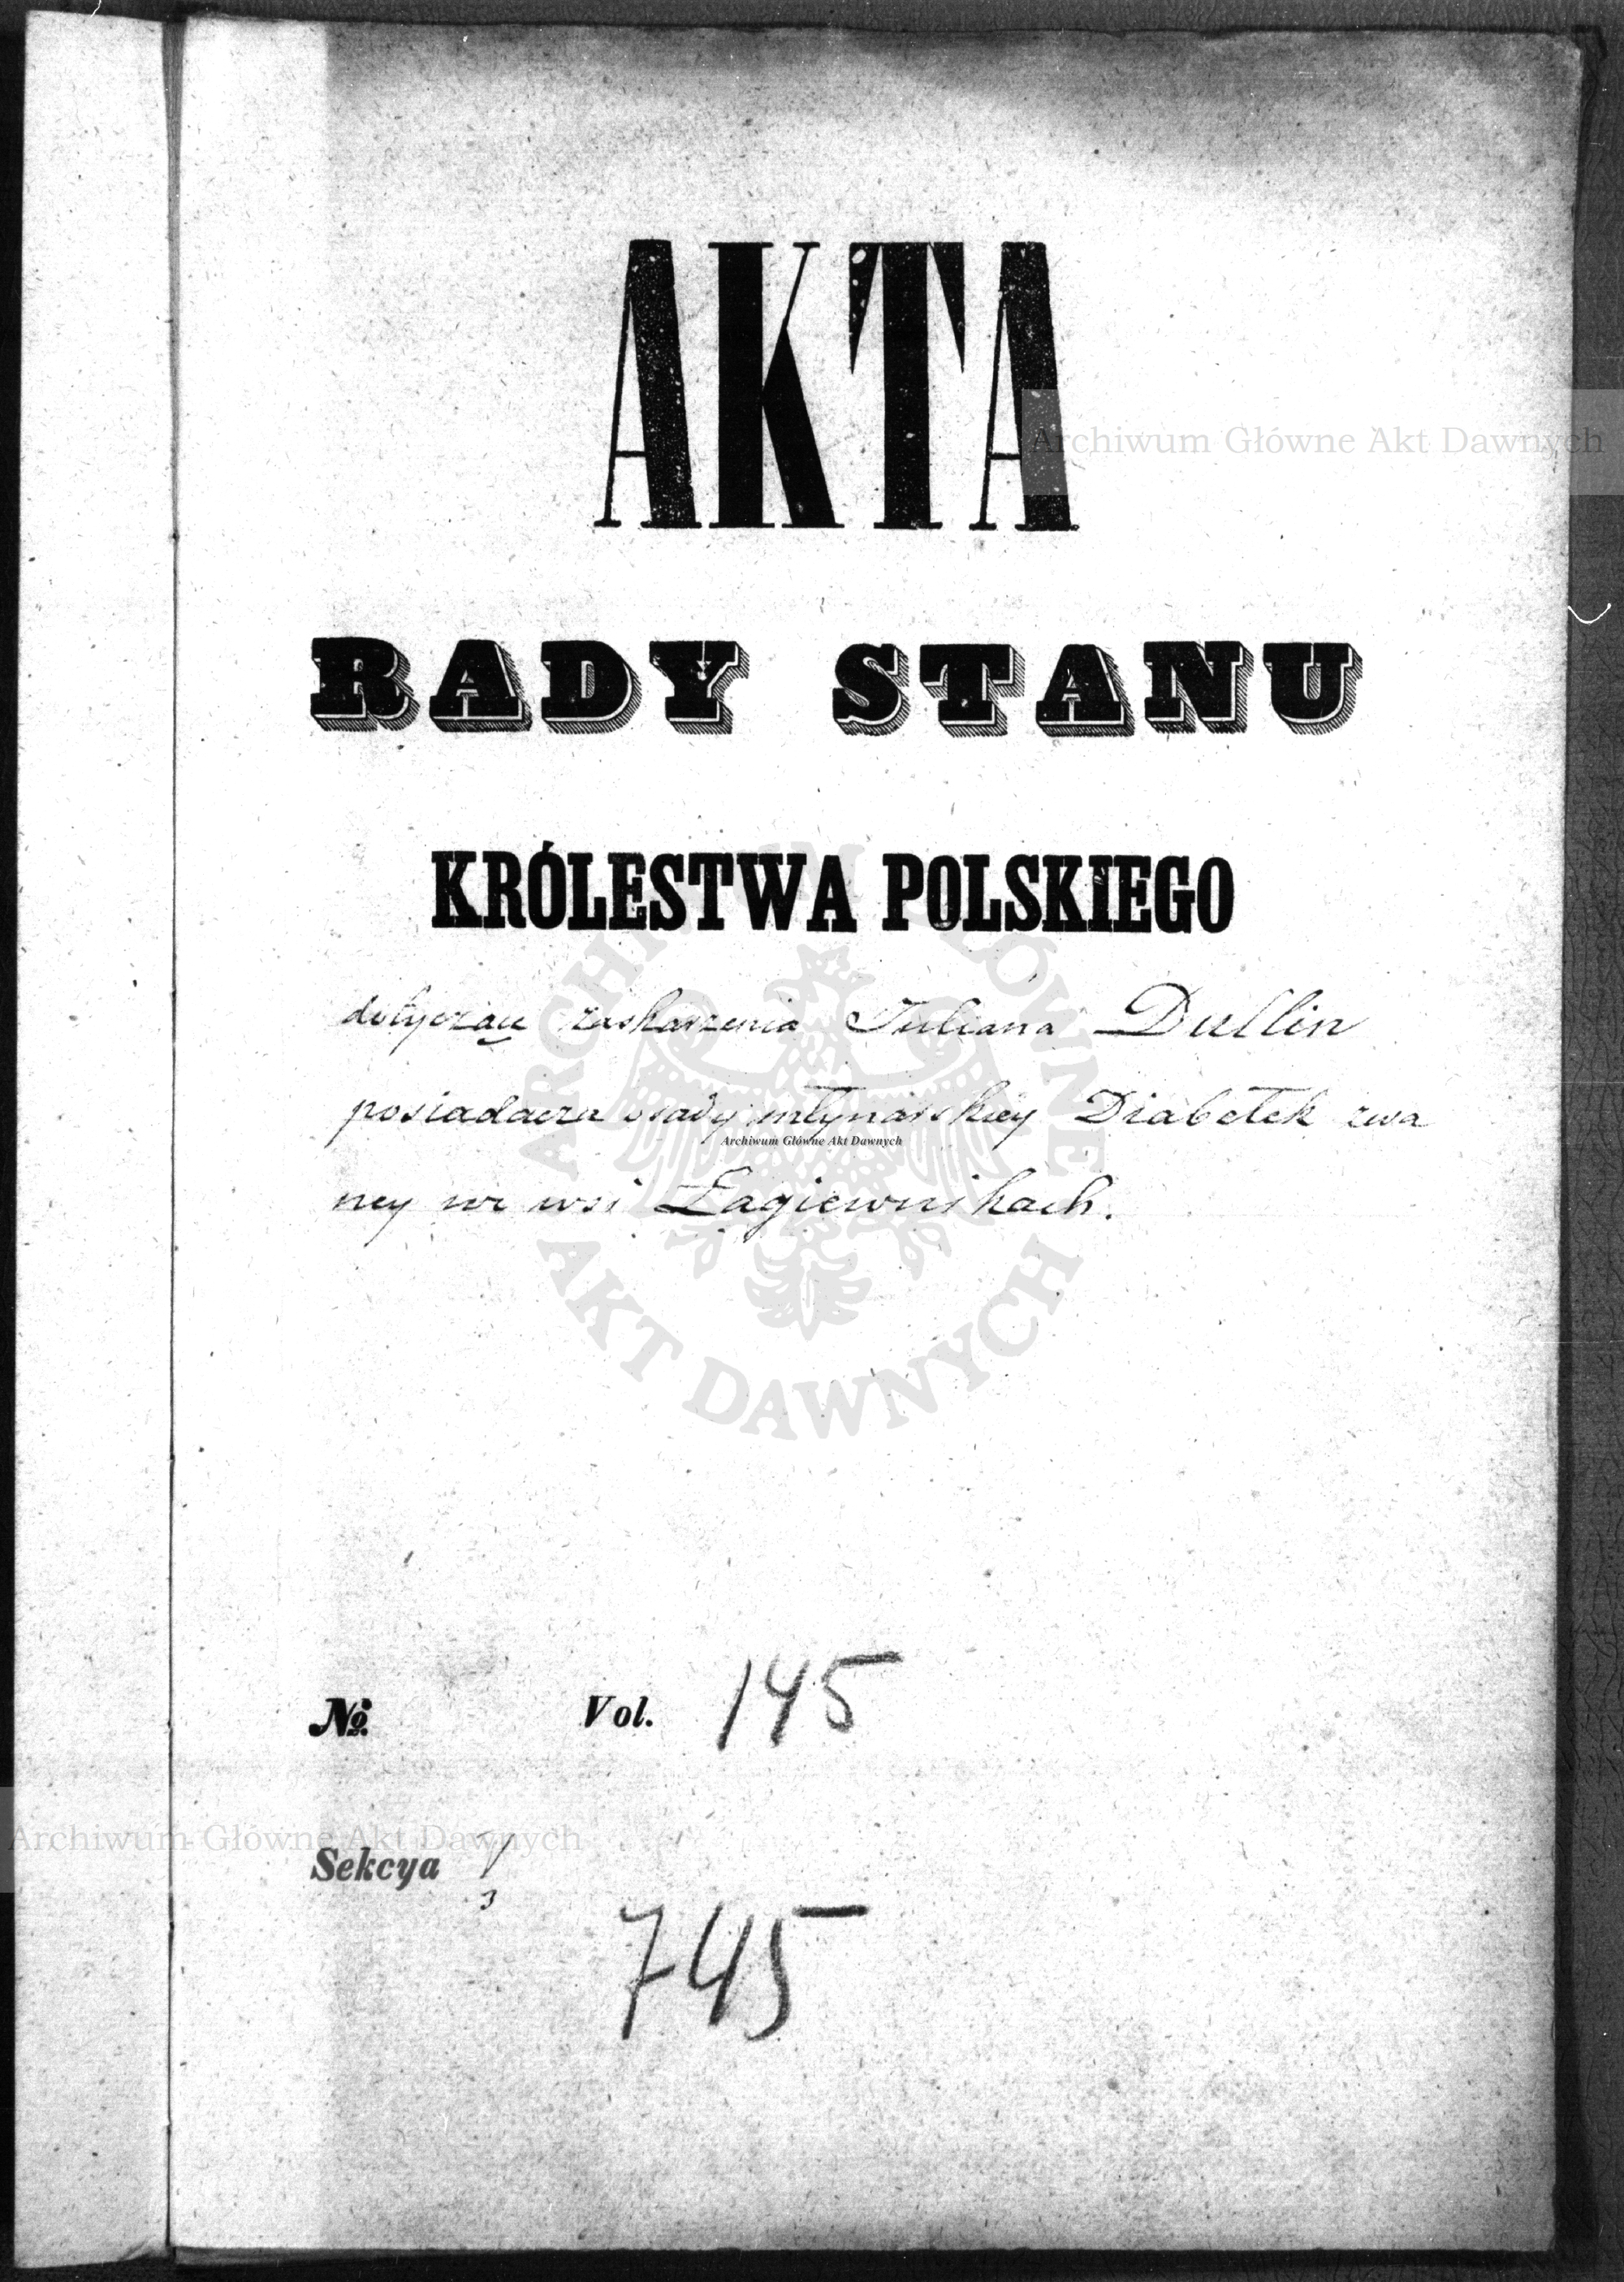 AKTA
RADY STANU
KRÓLESTWA POLSKIEGO
dotyczące zaskarżenia Juliana Dullin
posiadacza osady młynarskiey Diabełek zwa
ney we wsi Łagiewnikach.
№ Vol. 145
Sekcya
745
Archiwum Główne Akt Dawnych
Archiwum Główne Akt Dawnych
Archiwum Główne Akt Dawnych
ARCHIWUM GŁÓWNE
AKT DAWNYCH